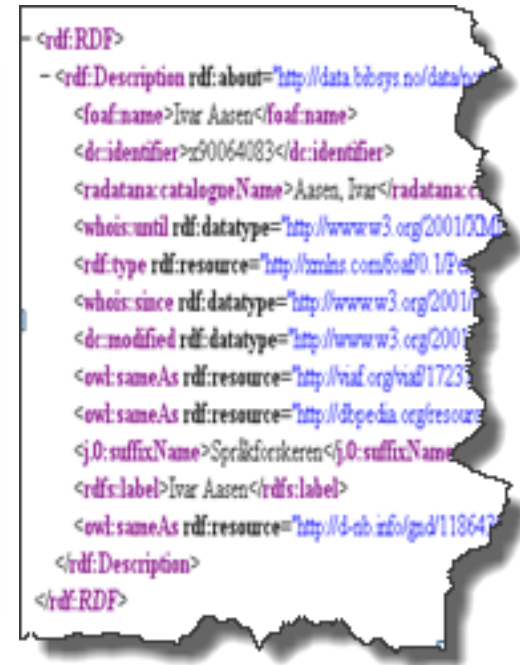 - <rdf:RDF>
- <rdf:Description rdf:about="http://data.bibsys.no/data/
<foaf:name>Ivar Aasen</foaf:name>
<dc:identifier>x90064083</dc:identifier>
<radatana:catalogueName>Aasen, Ivar</radatana:c
<whois:until rdf:datatype="http://www.w3.org/2001/XM
<rdf:type rdf:resource="http://xmlns.com/foaf/0.1/Pe
<whois:since rdf:datatype="http://www.w3.org/2001/
<dc:modified rdf:datatype="http://www.w3.org/2001
<owl:sameAs rdf:resource="http://viaf.org/viaf/1723
<owl:sameAs rdf:resource="http://dbpedia.org/resour
<j.0:suffixName>Språkforskeren</j.0:suffixName
<rdfs:label>Ivar Aasen</rdfs:label>
<owl:sameAs rdf:resource="http://d-nb.info/gnd/118643
</rdf:Description>
</rdf:RDF>